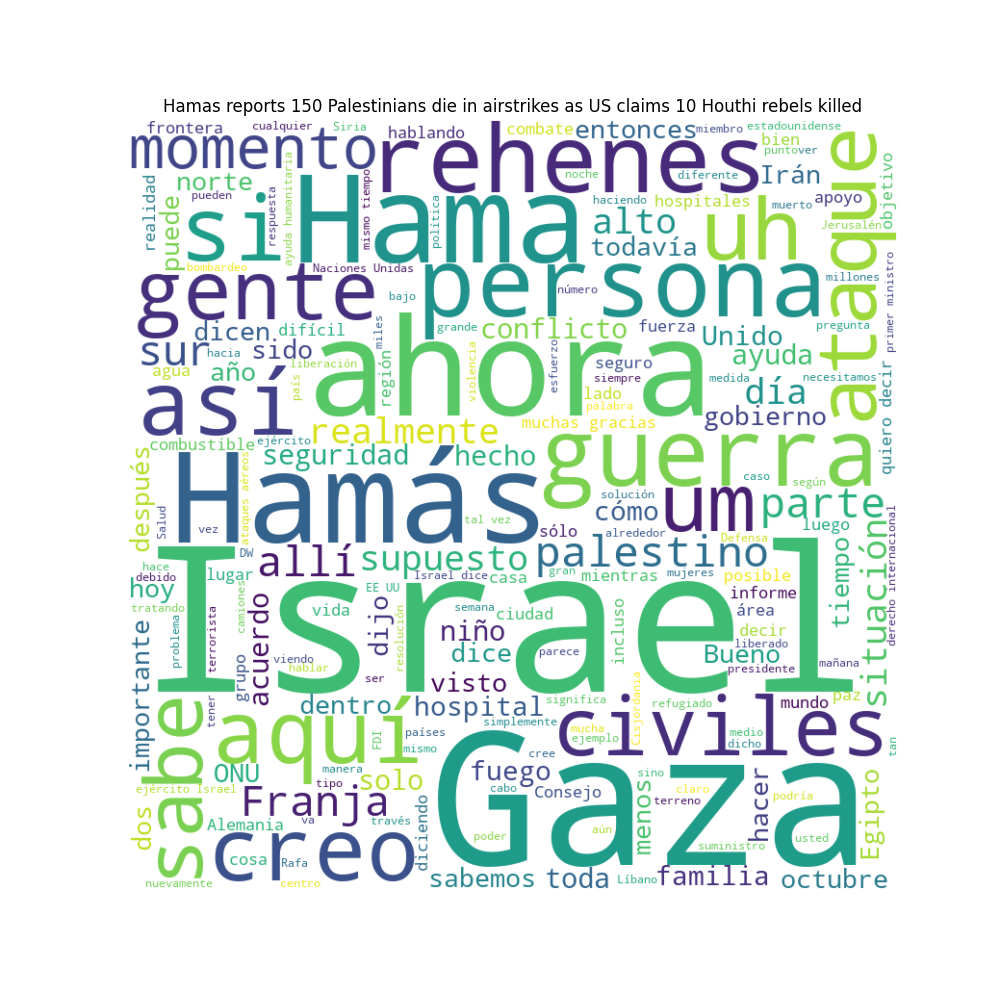 Hamas reports 150 Palestinians die in airstrikes as US claims 10 Houthi rebels killed
frontera
cualquier
Siria
hablando
combate
entonces
miembro
estadounidense
momento
rehenes
bien
punto
ver
ataque
realidad
norte
pueden
puede
respuesta
ayuda humanitaria
si
Hama
mismo tiempo
política
noche
diferente
Irán
haciendo
hospitales
muerto
apoyo
objetivo
alto
uh
Jerusalén
todavía
bombardeo
Naciones Unidas
gente
persona
bajo
número
millones
primer ministro
dicen
difícil
miles
grande
conflicto
fuerza
Unido
pregunta
sur
hacia
sido
liberación
ahora
violencia
esfuerzo
seguro
ayuda
agua
año
país
región
siempre
medida
necesitamos
día
lado
palabra
quiero decir
así
realmente
muchas gracias
gobierno
combustible
ejército
guerra
seguridad
hecho
después
ataques aéreos
Hamás
caso
según
Salud
vez
tal vez
solución
um
parte
cómo
sólo
alrededor
luego
derecho internacional
DW
Defensa
hace
debido
allí
supuesto
palestino
situación
tiempo
hoy
lugar
EE UU
Israel dice
casa
gran
mientras
mujeres
posible
tratando
camiones
Israel
informe
vida
semana
ciudad
área
importante
problema
terrorista
acuerdo
dijo
resolución
niño
incluso
decir
liberado
viendo
hablar
dice
parece
Bueno
presidente
mañana
grupo
ser
visto
tener
significa
Cisjordania
refugiado
mundo
paz
sabe
aquí
dentro
hospital
simplemente
civiles
FDI
países
mucha
ejemplo
medio
dicho
tan
mismo
cree
ONU
manera
Gaza
fuego
sino
ejército Israel
tipo
solo
cabo
Consejo
menos
terreno
claro
podría
hacer
Egipto
dos
Franja
Alemania
va
través
diciendo
poder
aún
usted
creo
suministro
cosa
Rafa
nuevamente
centro
sabemos
toda
Líbano
familia
octubre